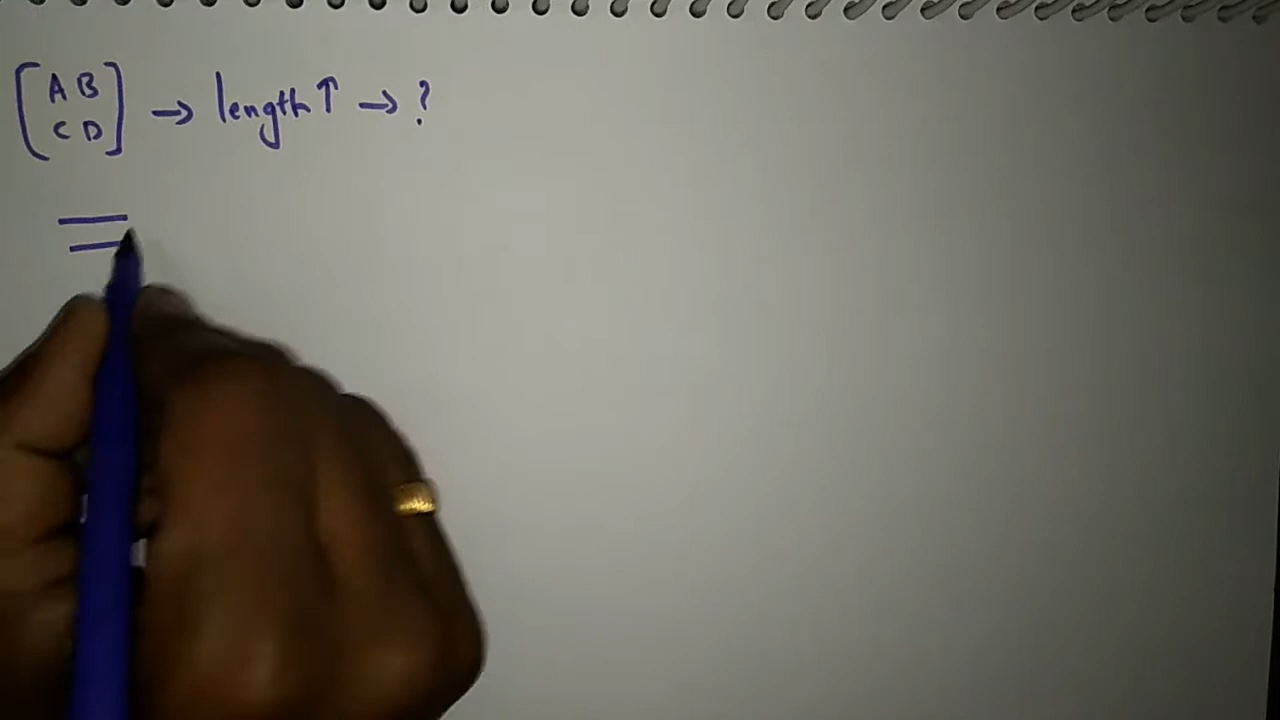 [A B
C D] → length↑ → ?